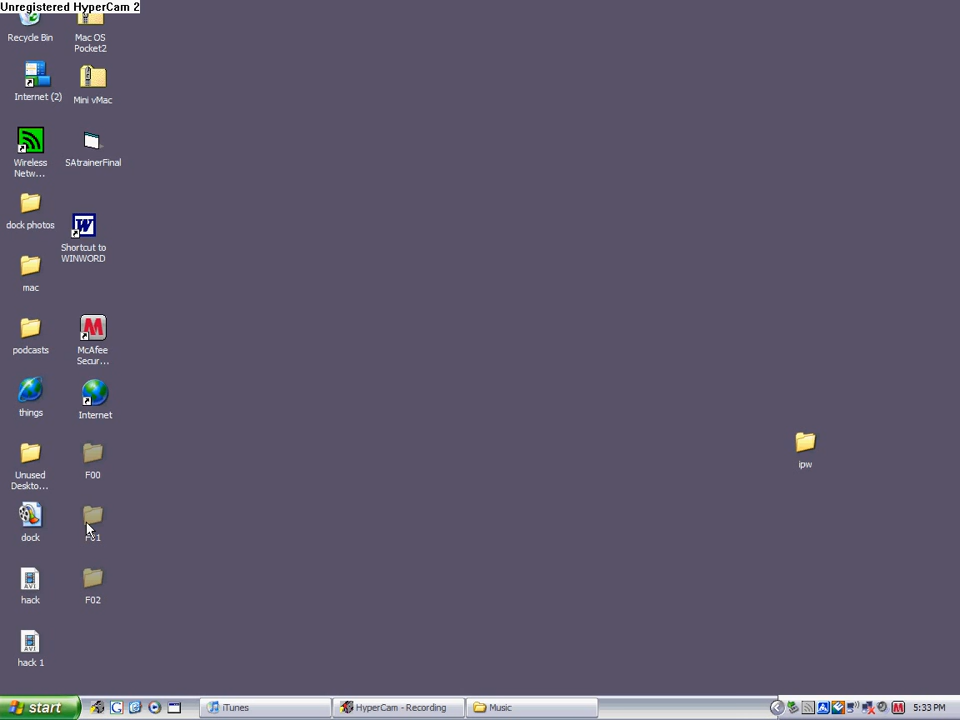 Unregistered HyperCam 2
Recycle Bin
Mac OS
Pocket2
Internet (2)
Mini vMac
Wireless
Netw...
SAtrainerFinal
dock photos
Shortcut to
WINWORD
mac
podcasts
McAfee
Secur...
things
Internet
Unused
Deskto...
F00
ipw
dock
F01
hack
F02
hack 1
start
iTunes
HyperCam - Recording
Music
5:33 PM